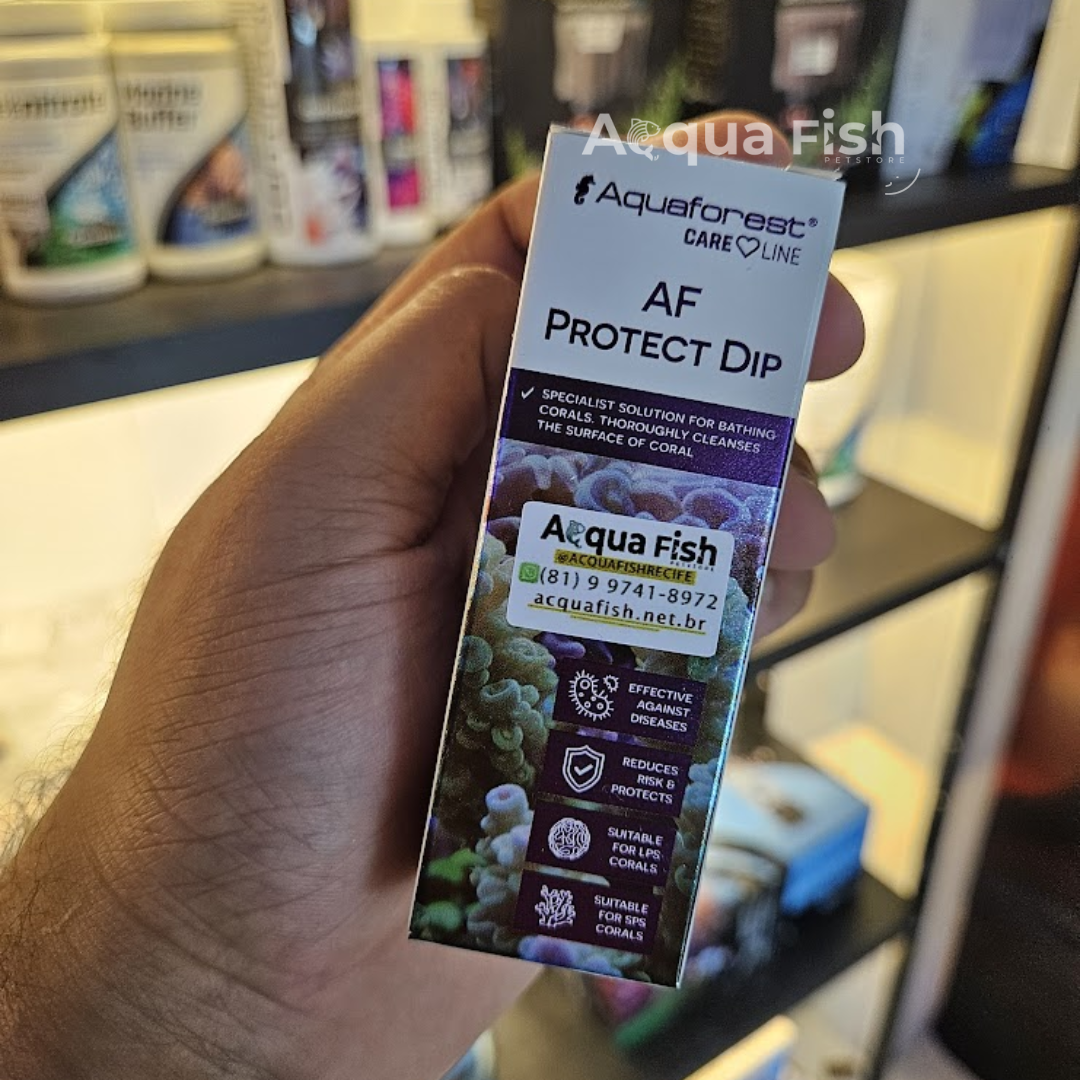 Acqua Fish
PETSTORE
Aquaforest®
CARE LINE
AF
PROTECT DIP
SPECIALIST SOLUTION FOR BATHING
CORALS. THOROUGHLY CLEANSES
THE SURFACE OF CORAL
Acqua Fish
PETSTORE
@ACQUAFISHRECIFE
(81) 9 9741-8972
acquafish.net.br
EFFECTIVE
AGAINST
DISEASES
REDUCES
RISK &
PROTECTS
SUITABLE
FOR LPS
CORALS
SUITABLE
FOR SPS
CORALS